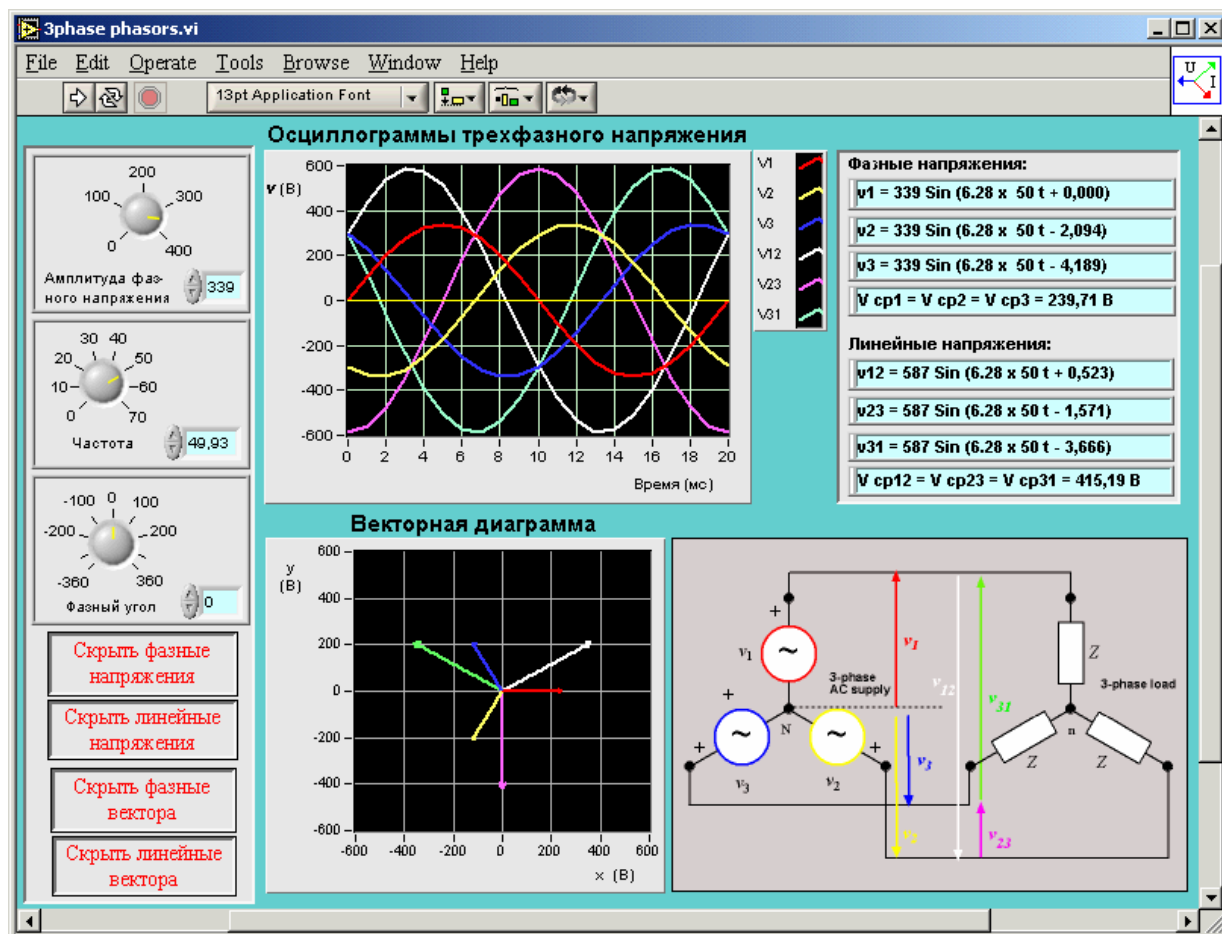 3phase phasors.vi
File Edit Operate Tools Browse Window Help
13pt Application Font
U
I
Осциллограммы трехфазного напряжения
0
100
200
300
400
Амплитуда фаз-
ного напряжения
339
0
10
20
30 40
50
60
70
Частота
49,93
-360
-200
-100 0 100
200
360
Фазный угол
0
Скрыть фазные
напряжения
Скрыть линейные
напряжения
Скрыть фазные
вектора
Скрыть линейные
вектора
v (В)
600
400
200
0
-200
-400
-600
0 2 4 6 8 10 12 14 16 18 20
Время (мс)
V1
V2
V3
V12
V23
V31
Фазные напряжения:
v1 = 339 Sin (6.28 x 50 t + 0,000)
v2 = 339 Sin (6.28 x 50 t - 2,094)
v3 = 339 Sin (6.28 x 50 t - 4,189)
V ср1 = V ср2 = V ср3 = 239,71 В
Линейные напряжения:
v12 = 587 Sin (6.28 x 50 t + 0,523)
v23 = 587 Sin (6.28 x 50 t - 1,571)
v31 = 587 Sin (6.28 x 50 t - 3,666)
V ср12 = V ср23 = V ср31 = 415,19 В
Векторная диаграмма
y
(В)
600
400
200
0
-200
-400
-600
-600 -400 -200 0 200 400 600
x (В)
+
v1
~
3-phase
AC supply
N
+
~
v3
~
+
v2
v1
v12
v31
v3
v2
v23
Z
3-phase load
n
Z
Z